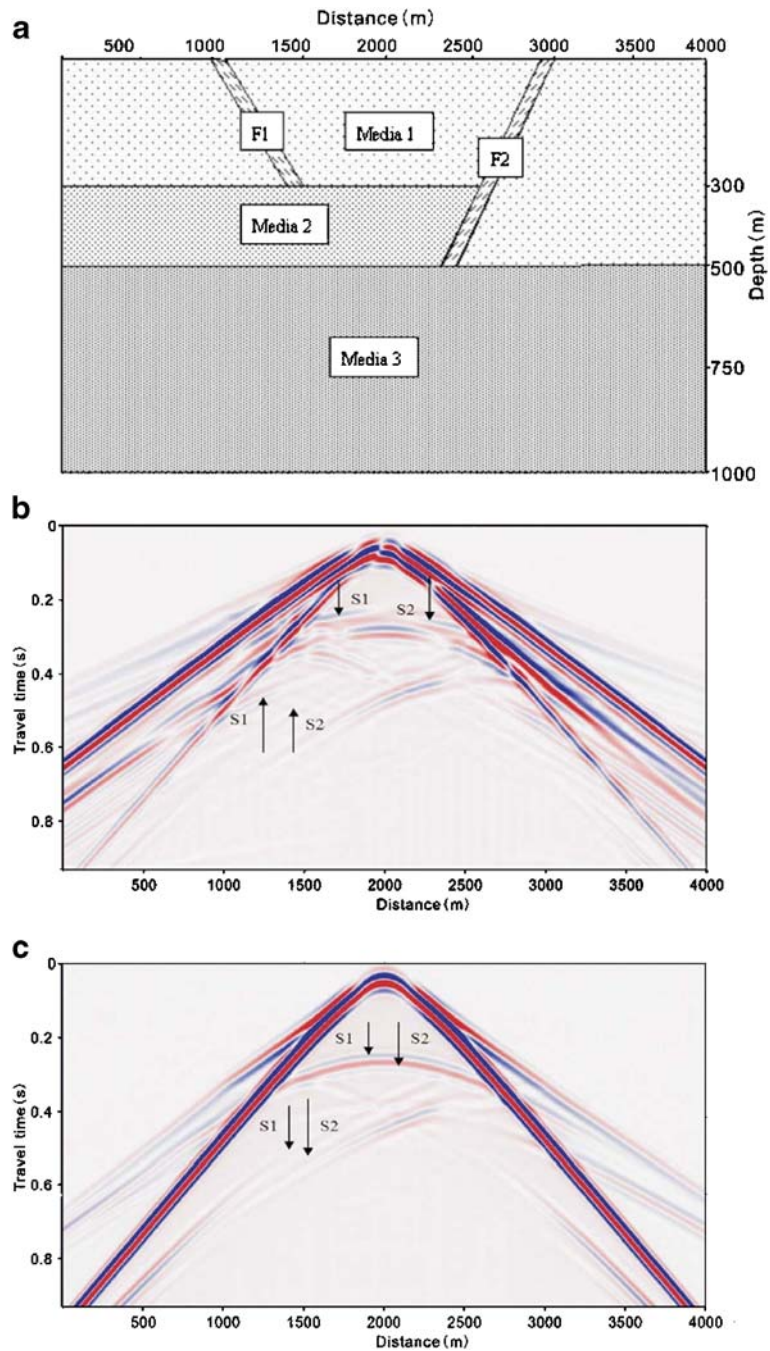 a
Distance (m)
500 1000 1500 2000 2500 3000 3500 4000
F1
Media 1
F2
300
Media 2
500
Depth (m)
Media 3
750
1000
b
0
0.2
0.4
0.6
0.8
Travel time (s)
S1
S2
S1
S2
500 1000 1500 2000 2500 3000 3500 4000
Distance (m)
c
0
0.2
0.4
0.6
0.8
Travel time (s)
S1
S2
S1
S2
500 1000 1500 2000 2500 3000 3500 4000
Distance (m)